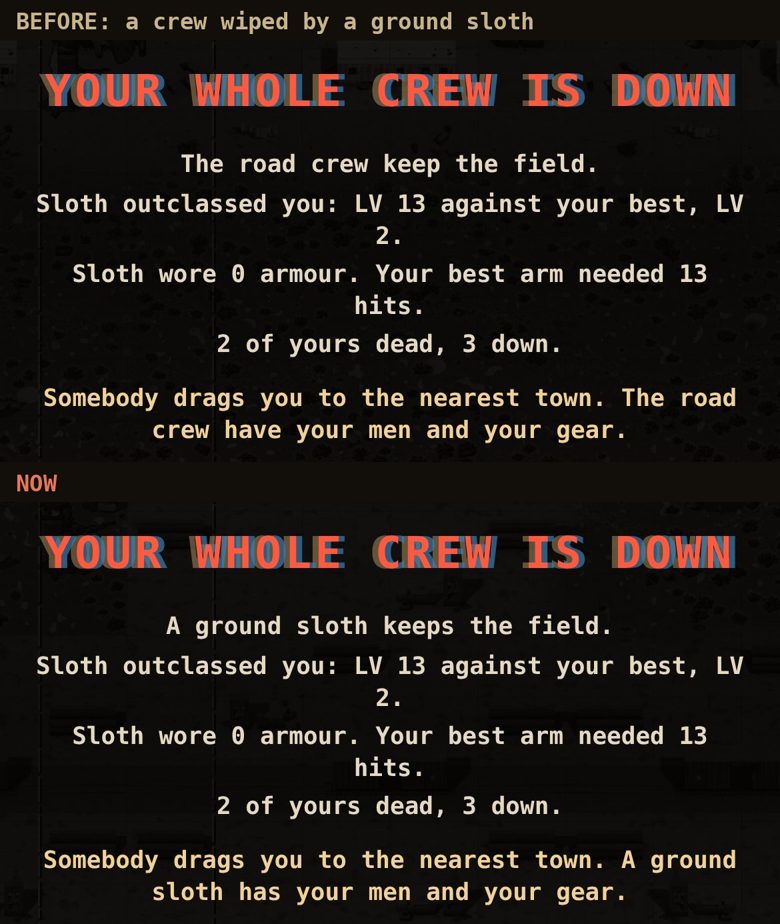 BEFORE: a crew wiped by a ground sloth
YOUR WHOLE CREW IS DOWN
The road crew keep the field.
Sloth outclassed you: LV 13 against your best, LV
2.
Sloth wore 0 armour. Your best arm needed 13
hits.
2 of yours dead, 3 down.
Somebody drags you to the nearest town. The road
crew have your men and your gear.
NOW
YOUR WHOLE CREW IS DOWN
A ground sloth keeps the field.
Sloth outclassed you: LV 13 against your best, LV
2.
Sloth wore 0 armour. Your best arm needed 13
hits.
2 of yours dead, 3 down.
Somebody drags you to the nearest town. A ground
sloth has your men and your gear.